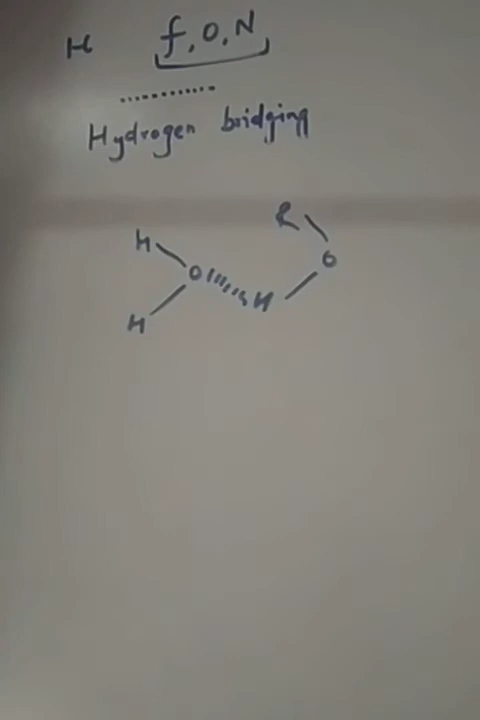 H f, O, N
Hydrogen bridging
R
H O
O H
H